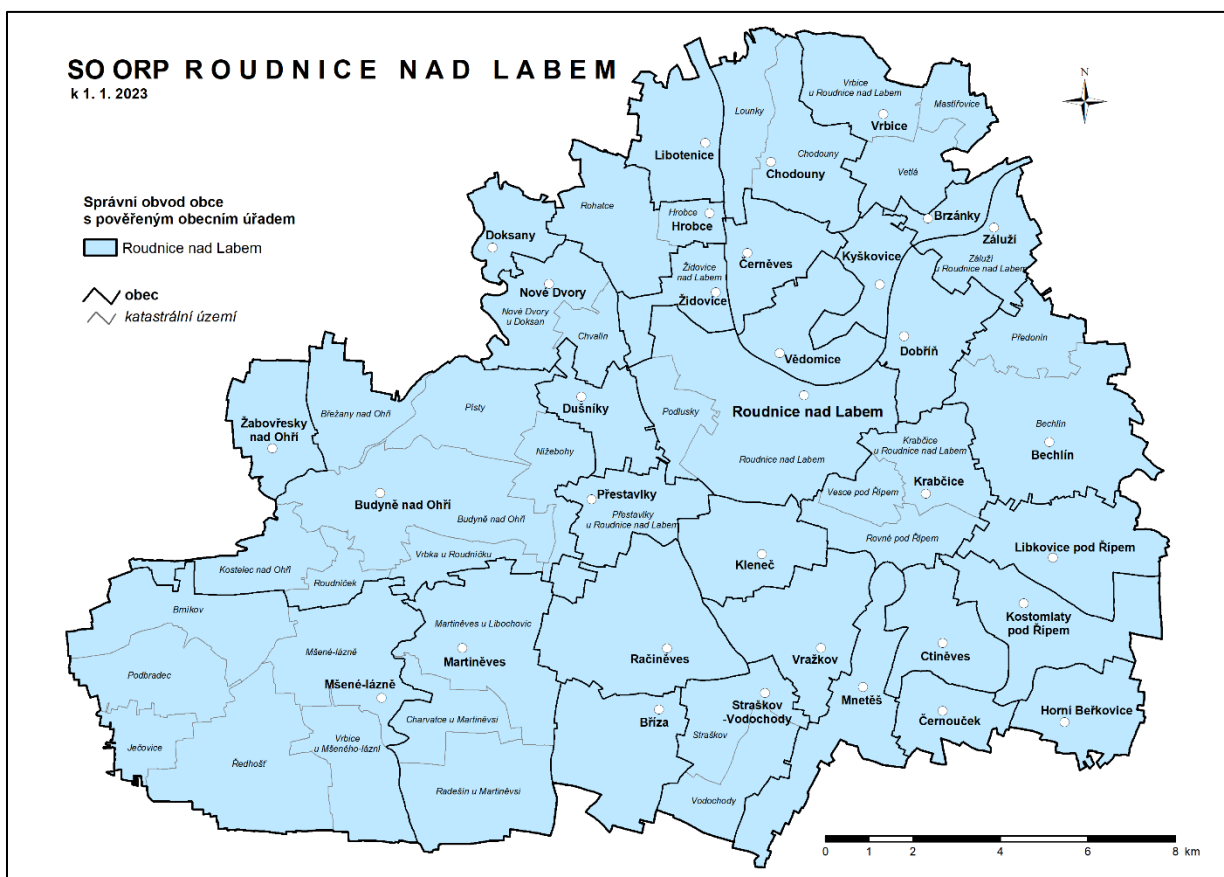 SO ORP ROUDNICE NAD LABEM
k 1. 1. 2023
N
Správní obvod obce
s pověřeným obecním úřadem
Roudnice nad Labem
obec
katastrální území
Vrbice
u Roudnice nad Labem
Mastířovice
Lounky
Vrbice
Libotenice
Chodouny
Chodouny
Vetlá
Rohatce
Hrobce
Hrobce
Brzánky
Záluží
Doksany
Černěves
Kyškovice
Záluží
u Roudnice nad Labem
Židovice
nad Labem
Židovice
Nové Dvory
Nové Dvory
u Doksan
Chvalín
Předonín
Dobříň
Vědomice
Břežany nad Ohří
Písty
Dušníky
Podlusky
Roudnice nad Labem
Žabovřesky
nad Ohří
Bechlín
Bechlín
Nížebohy
Roudnice nad Labem
Krabčice
u Roudnice nad Labem
Krabčice
Vesce pod Řípem
Budyně nad Ohří
Přestavlky
Budyně nad Ohří
Přestavlky
u Roudnice nad Labem
Rovné pod Řípem
Libkovice pod Řípem
Vrbka u Roudníčku
Kleneč
Kostelec nad Ohří
Roudníček
Brníkov
Kostomlaty
pod Řípem
Martiněves u Libochovic
Mšené-lázně
Martiněves
Račiněves
Vražkov
Ctiněves
Podbradec
Mšené-lázně
Straškov
-Vodochody
Mnetěš
Bříza
Černouček
Horní Beřkovice
Charvatce u Martiněvsi
Straškov
Ječovice
Vrbice
u Mšeného-lázní
Ředhošť
Radešín u Martiněvsi
Vodochody
0 1 2 4 6 8 km